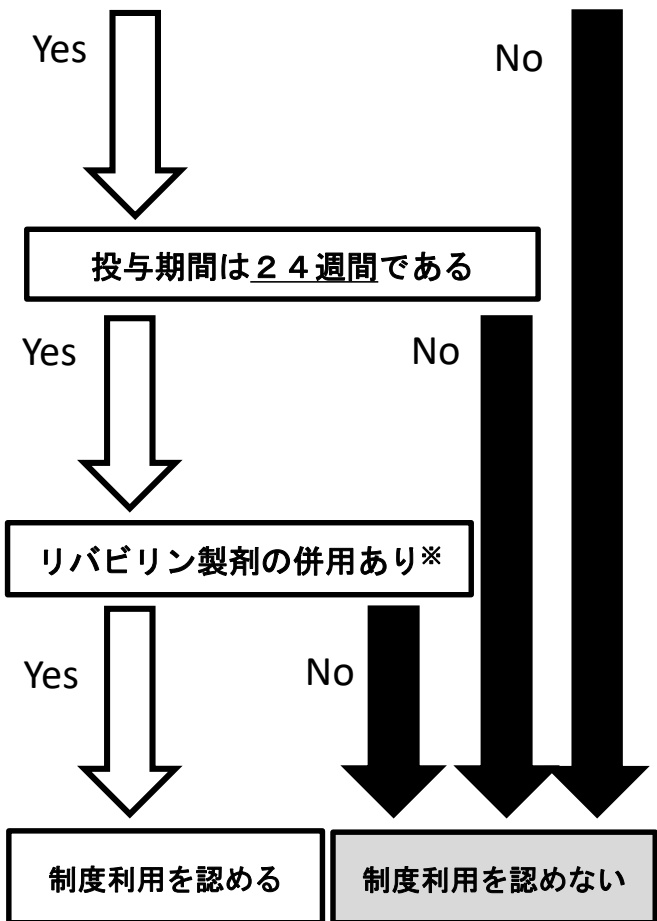 Yes
No
投与期間は２４週間である
Yes
No
リバビリン製剤の併用あり※
Yes
No
制度利用を認める
制度利用を認めない